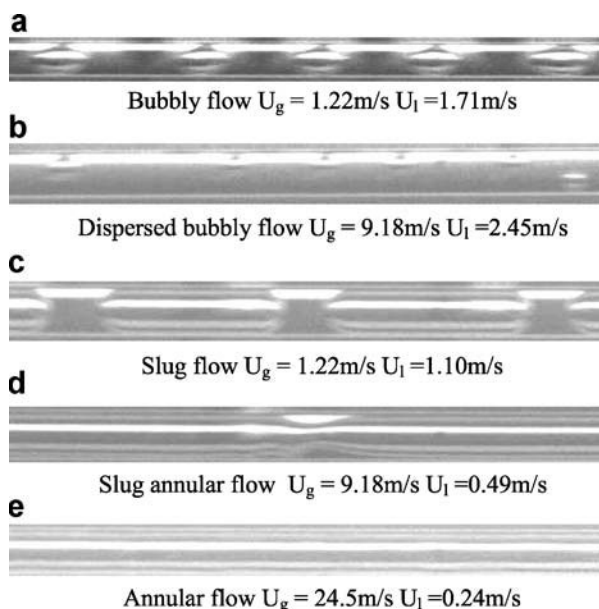 a
Bubbly flow U_g = 1.22m/s U_l =1.71m/s
b
Dispersed bubbly flow U_g = 9.18m/s U_l =2.45m/s
c
Slug flow U_g = 1.22m/s U_l =1.10m/s
d
Slug annular flow U_g = 9.18m/s U_l =0.49m/s
e
Annular flow U_g = 24.5m/s U_l =0.24m/s